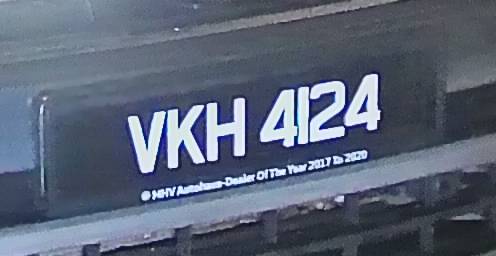 VKH 4124
@ MHV Autohaus-Dealer Of The Year 2017 To 2020